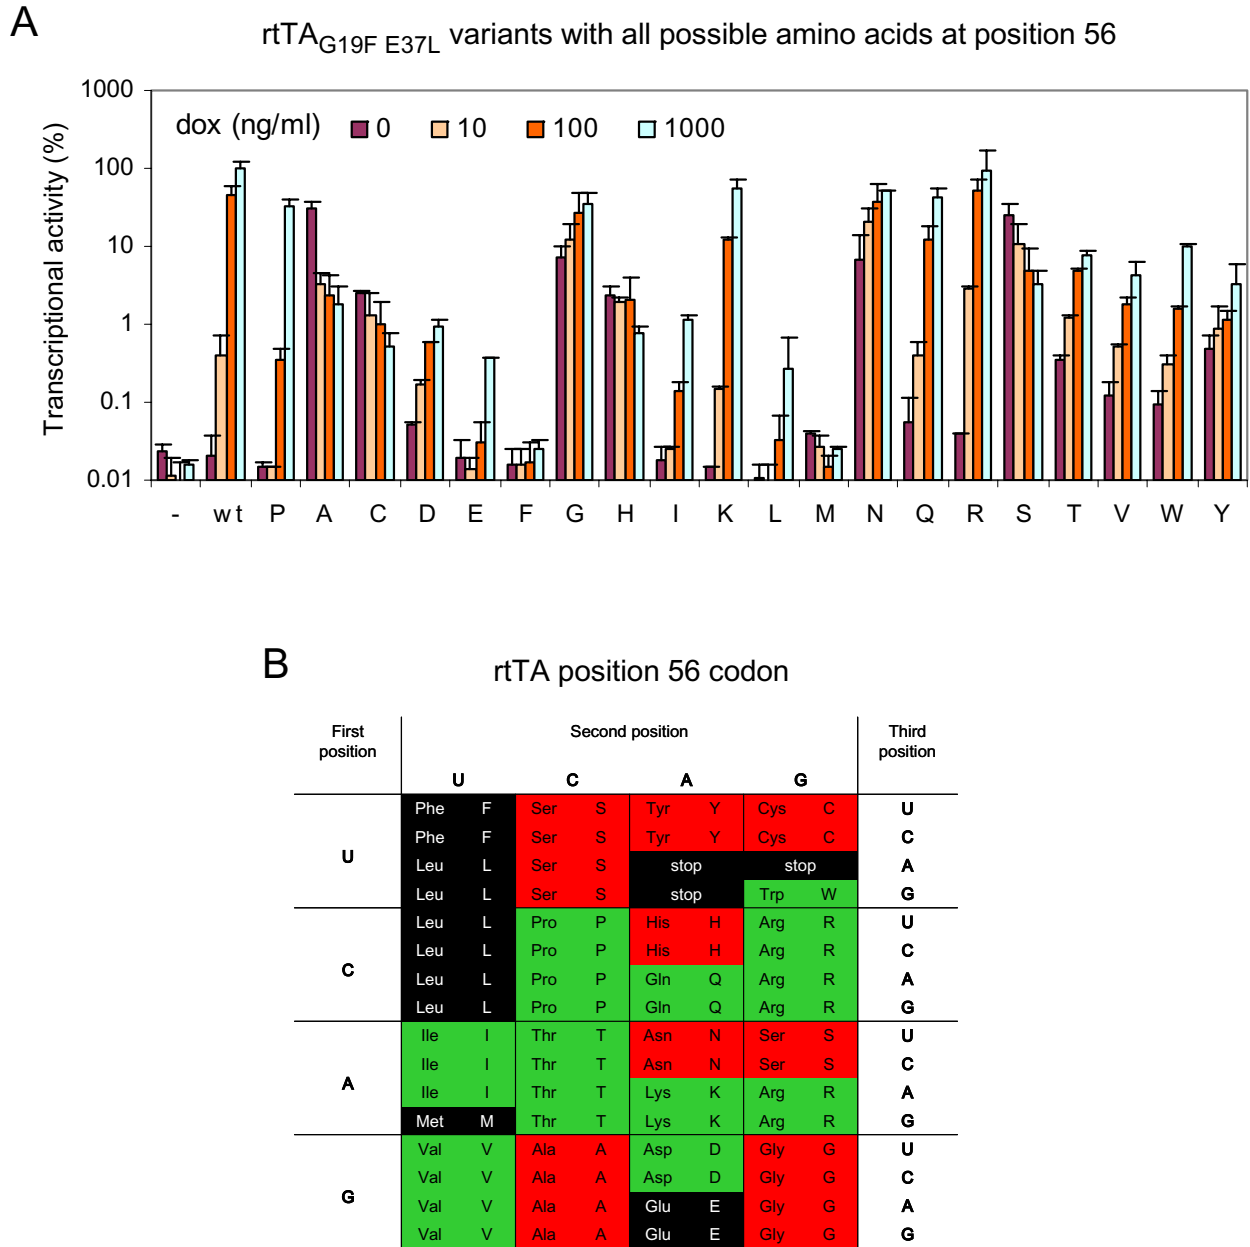 A
rtTA G19F E37L variants with all possible amino acids at position 56
Transcriptional activity (%)
1000
100
10
1
0.1
0.01
dox (ng/ml) 0 10 100 1000
- wt P A C D E F G H I K L M N Q R S T V W Y
B
rtTA position 56 codon
First position Second position Third position
U C A G
U
Phe F Ser S Tyr Y Cys C U
Phe F Ser S Tyr Y Cys C C
Leu L Ser S stop stop A
Leu L Ser S stop Trp W G
C
Leu L Pro P His H Arg R U
Leu L Pro P His H Arg R C
Leu L Pro P Gln Q Arg R A
Leu L Pro P Gln Q Arg R G
A
Ile I Thr T Asn N Ser S U
Ile I Thr T Asn N Ser S C
Ile I Thr T Lys K Arg R A
Met M Thr T Lys K Arg R G
G
Val V Ala A Asp D Gly G U
Val V Ala A Asp D Gly G C
Val V Ala A Glu E Gly G A
Val V Ala A Glu E Gly G G